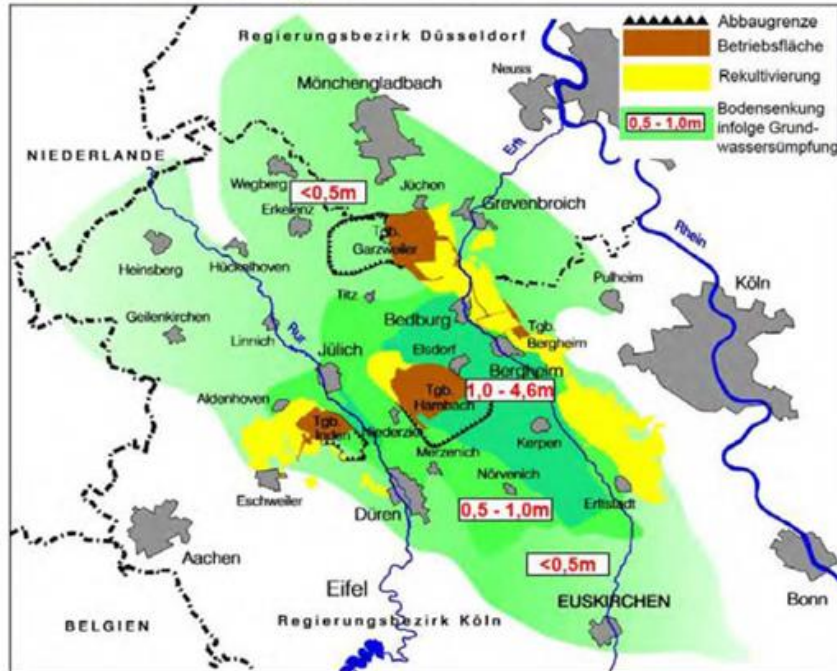 Abbaugrenze
Betriebsfläche
Rekultivierung
0,5 - 1,0m
Bodensenkung
infolge Grund-
wassersümpfung
Regierungsbezirk Düsseldorf
Neuss
Mönchengladbach
Erft
NIEDERLANDE
Wegberg
<0,5m
Jüchen
Erkelenz
Grevenbroich
Tgb.
Garzweiler
Rhein
Heinsberg
Hückelhoven
Pulheim
Köln
Titz
Geilenkirchen
Bedburg
Tgb.
Bergheim
Linnich
Rur
Jülich
Elsdorf
Bergheim
Aldenhoven
Tgb.
Hambach
1,0 - 4,6m
Tgb.
Inden
Niederzier
Kerpen
Merzenich
Eschweiler
Nörvenich
Düren
0,5 - 1,0m
Erftstadt
Aachen
<0,5m
Eifel
EUSKIRCHEN
Bonn
BELGIEN
Regierungsbezirk Köln